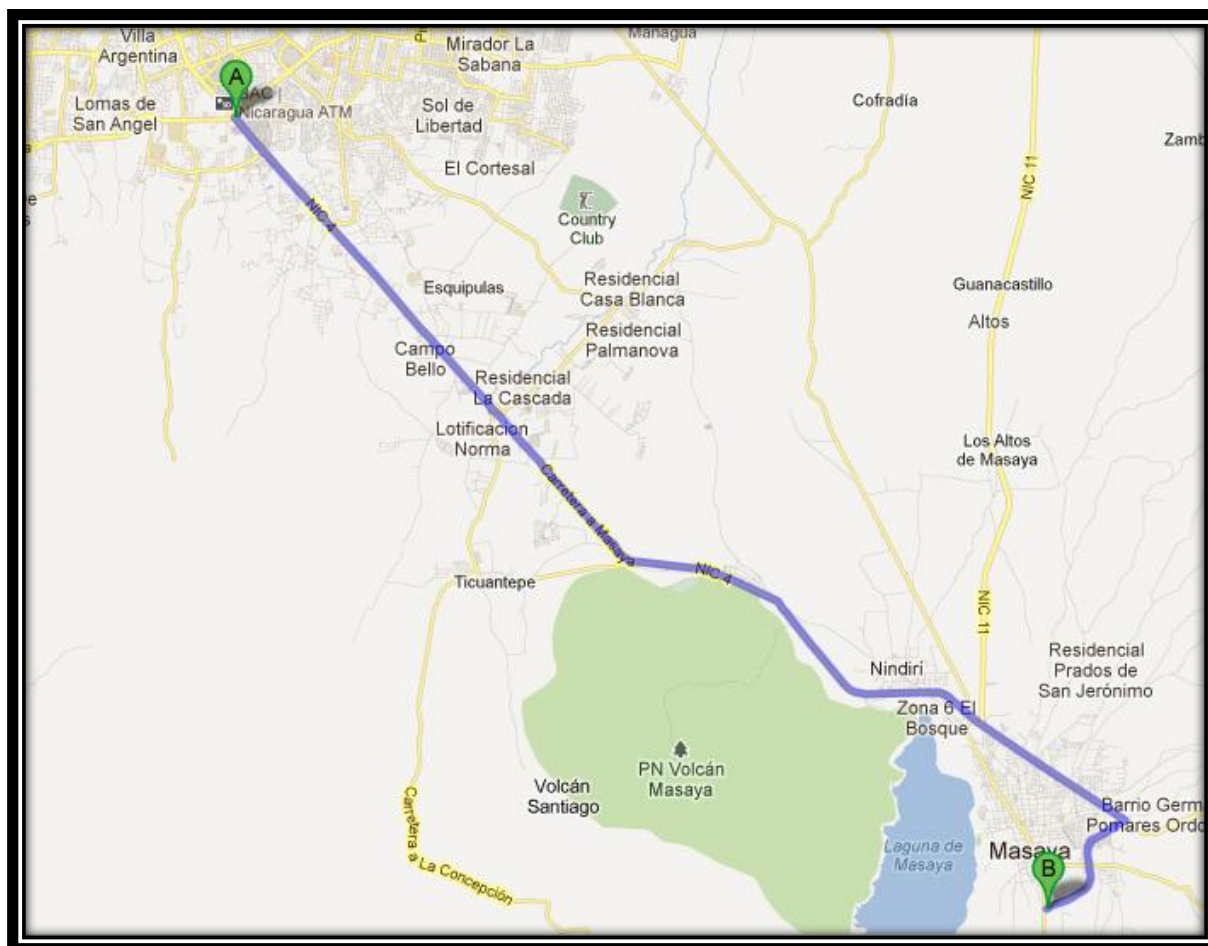 Villa
Argentina
Mirador La
Sabana
Managua
A
BAC |
Nicaragua ATM
Lomas de
San Angel
Sol de
Libertad
Cofradía
El Cortesal
NIC 4
NIC 11
Country
Club
Esquipulas
Residencial
Casa Blanca
Guanacastillo
Altos
Residencial
Palmanova
Campo
Bello
Residencial
La Cascada
Lotificacion
Norma
Los Altos
de Masaya
Carretera a Masaya
Ticuantepe
NIC 4
NIC 11
Nindirí
Residencial
Prados de
San Jerónimo
Zona 6 El
Bosque
PN Volcán
Masaya
Volcán
Santiago
Carretera a La Concepción
Barrio Germ
Pomares Ordo
Laguna de
Masaya
Masaya
B